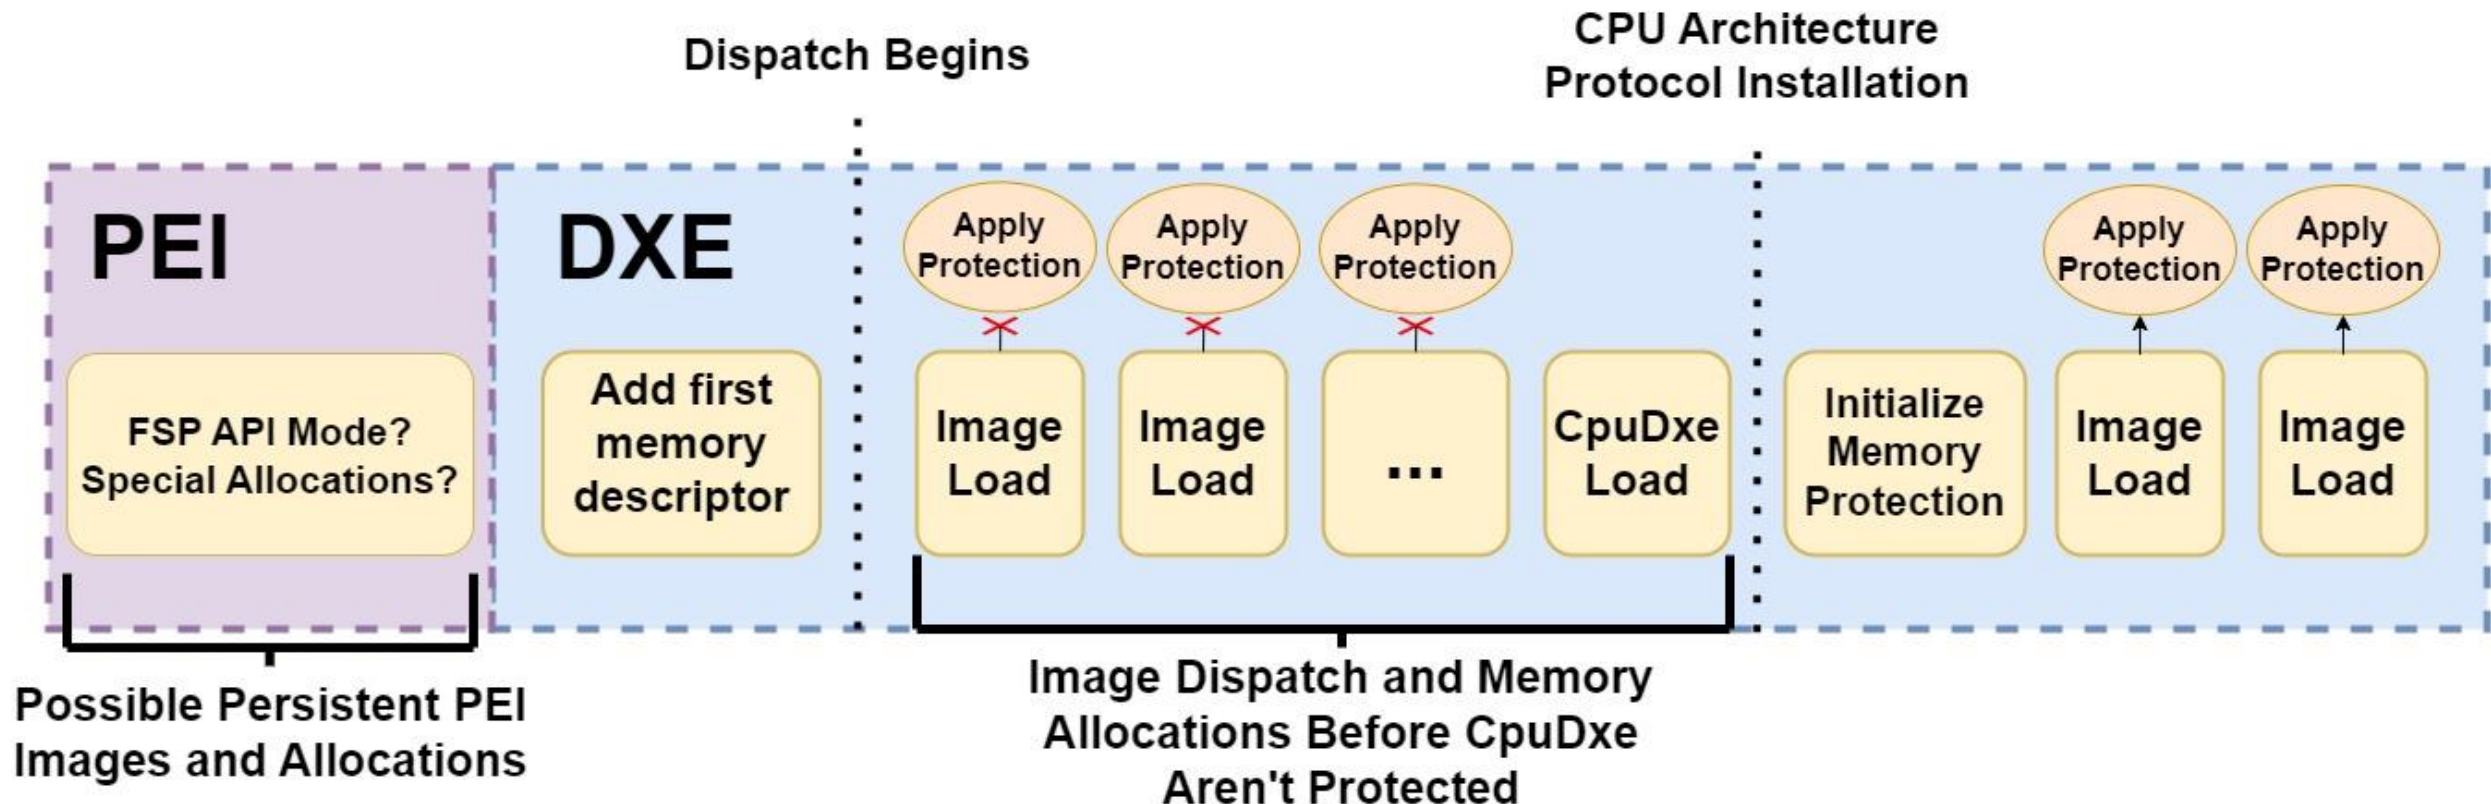 Dispatch Begins
CPU Architecture
Protocol Installation
PEI
DXE
Apply
Protection
Apply
Protection
Apply
Protection
Apply
Protection
Apply
Protection
FSP API Mode?
Special Allocations?
Add first
memory
descriptor
Image
Load
Image
Load
...
CpuDxe
Load
Initialize
Memory
Protection
Image
Load
Image
Load
Possible Persistent PEI
Images and Allocations
Image Dispatch and Memory
Allocations Before CpuDxe
Aren't Protected